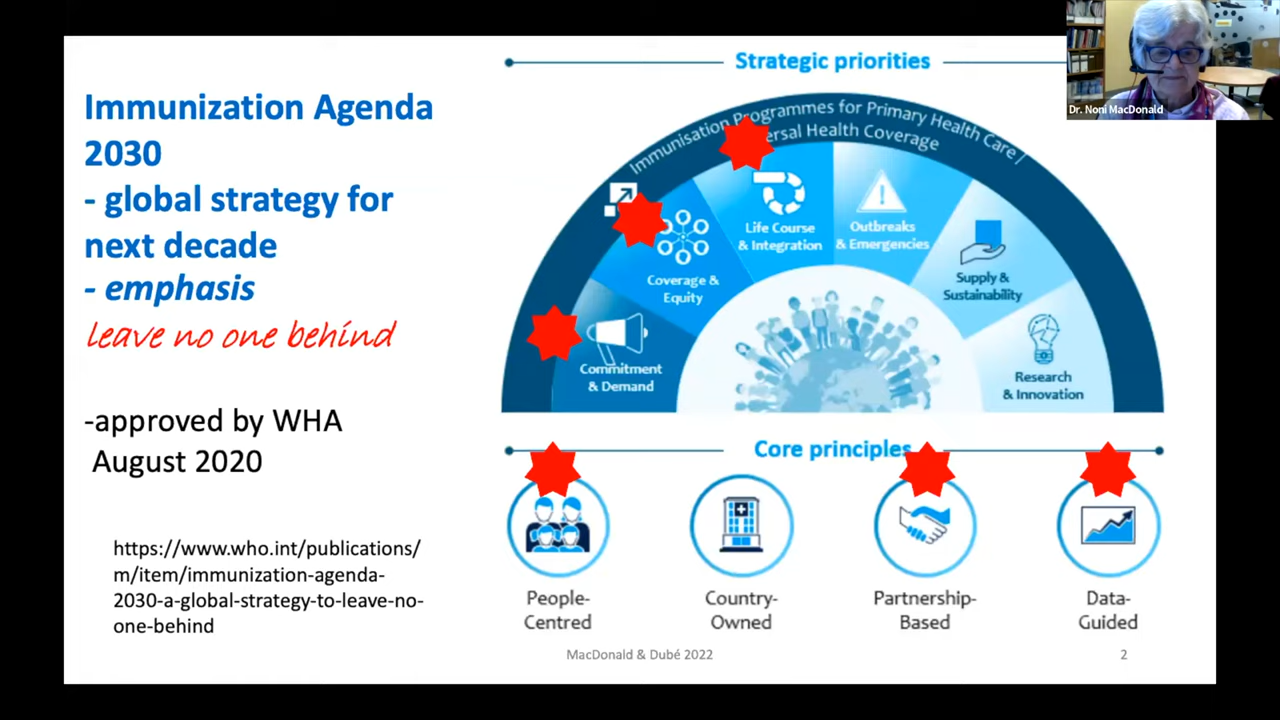 Strategic priorities
Dr. Noni MacDonald
Immunization Agenda
2030
- global strategy for
next decade
- emphasis
leave no one behind
-approved by WHA
August 2020
https://www.who.int/publications/
m/item/immunization-agenda-
2030-a-global-strategy-to-leave-no-
one-behind
Immunisation Programmes for Primary Health Care /
Health Coverage
Life Course
& Integration
Outbreaks
& Emergencies
Coverage &
Equity
Supply &
Sustainability
Commitment
& Demand
Research
& Innovation
Core principles
People-
Centred
Country-
Owned
Partnership-
Based
Data-
Guided
MacDonald & Dubé 2022
2